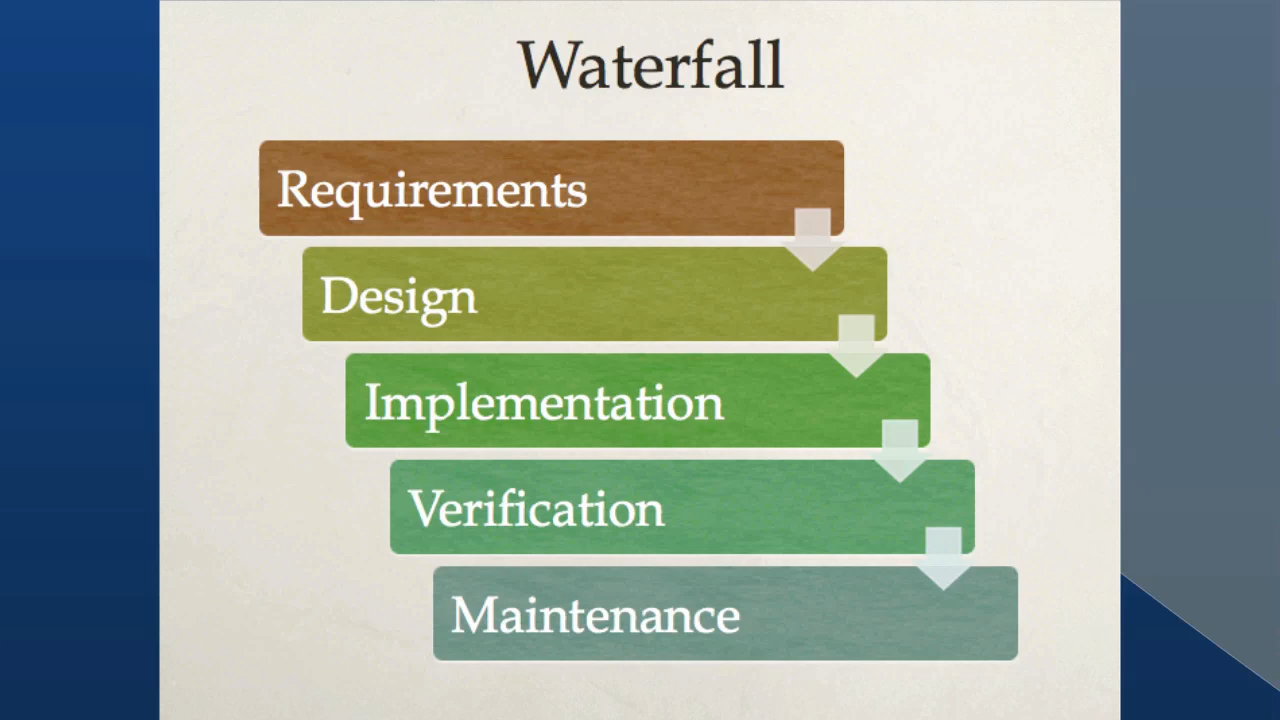 Waterfall
Requirements
Design
Implementation
Verification
Maintenance